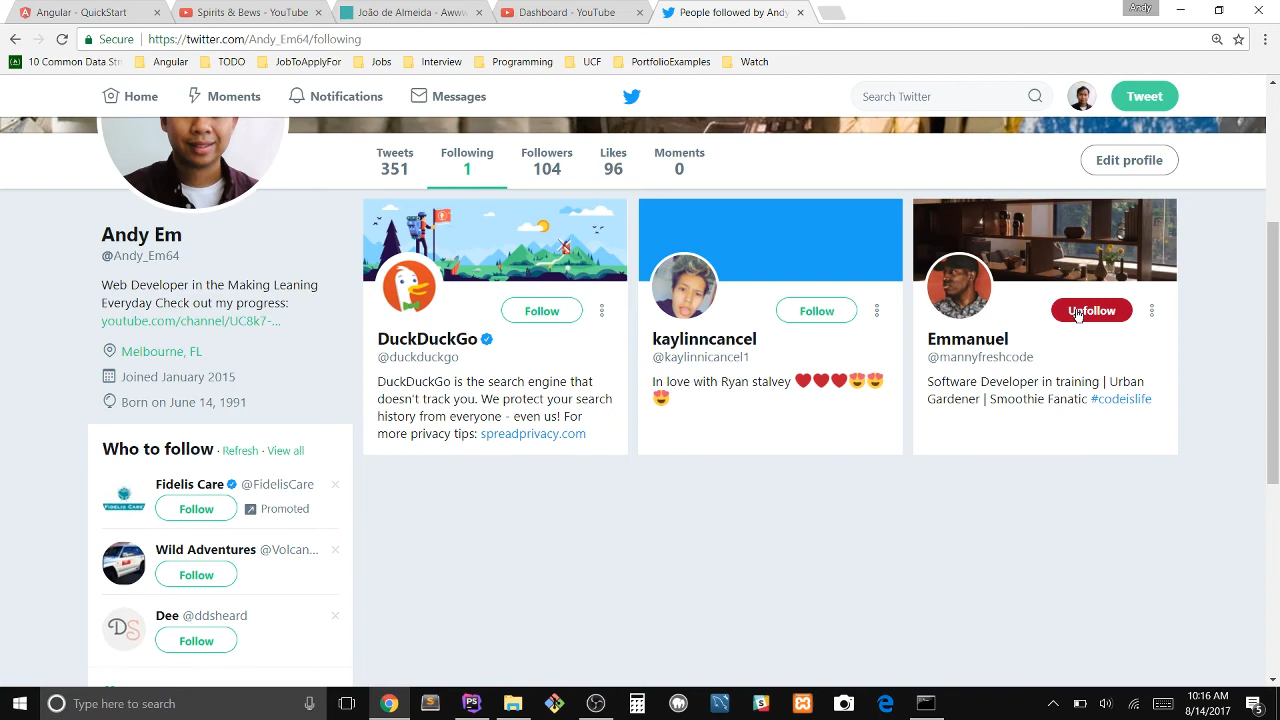 Andy
Angular - QuickStart
Spirits & Bews - YouTube
João de Almeida - Aww
Dashboard - YouTube
People followed by Andy
Secure
https://twitter.com/Andy_Em64/following
10 Common Data Str
Angular
TODO
JobToApplyFor
Jobs
Interview
Programming
UCF
PortfolioExamples
Watch
Home
Moments
Notifications
Messages
Search Twitter
Tweet
Tweets
351
Following
1
Followers
104
Likes
96
Moments
0
Edit profile
Andy Em
@Andy_Em64
Web Developer in the Making Leaning
Everyday Check out my progress:
youtube.com/channel/UC8k7-...
Melbourne, FL
Joined January 2015
Born on June 14, 1991
Who to follow · Refresh · View all
Fidelis Care @FidelisCare
Follow
Promoted
Wild Adventures @Volcan...
Follow
DS
Dee @ddsheard
Follow
Follow
DuckDuckGo
@duckduckgo
DuckDuckGo is the search engine that
doesn't track you. We protect your search
history from everyone - even us! For
more privacy tips: spreadprivacy.com
Follow
kaylinncancel
@kaylinnicancel1
In love with Ryan stalvey ❤❤❤😍😍
😍
Unfollow
Emmanuel
@mannyfreshcode
Software Developer in training | Urban
Gardener | Smoothie Fanatic #codeislife
Type here to search
10:16 AM
8/14/2017
5